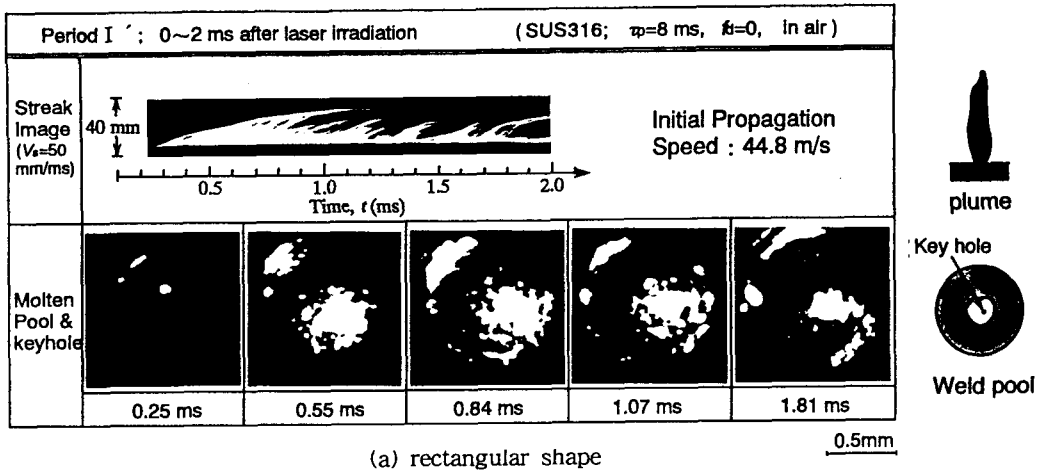 Period I ′ : 0～2 ms after laser irradiation (SUS316; τp=8 ms, fd=0, in air)
Streak
Image
(Vs=50
mm/ms)
40 mm
0.5 1.0 1.5 2.0
Time, t (ms)
Initial Propagation
Speed : 44.8 m/s
plume
Molten
Pool &
keyhole
Key hole
Weld pool
0.25 ms 0.55 ms 0.84 ms 1.07 ms 1.81 ms
0.5mm
(a) rectangular shape